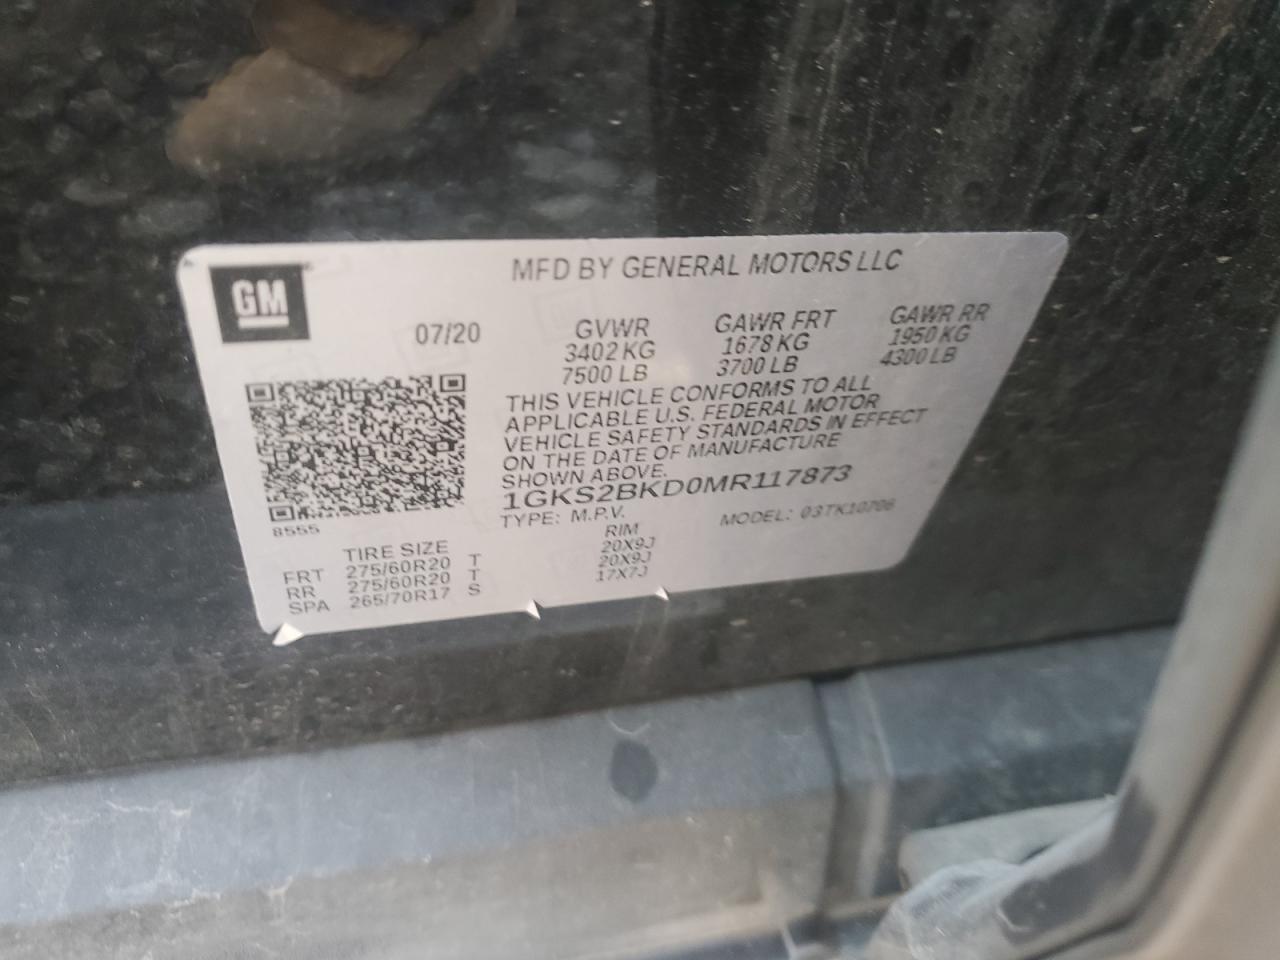 GM
MFD BY GENERAL MOTORS LLC
07/20
GVWR GAWR FRT GAWR RR
3402 KG 1678 KG 1950 KG
7500 LB 3700 LB 4300 LB
THIS VEHICLE CONFORMS TO ALL
APPLICABLE U.S. FEDERAL MOTOR
VEHICLE SAFETY STANDARDS IN EFFECT
ON THE DATE OF MANUFACTURE
SHOWN ABOVE.
1GKS2BKD0MR117873
8555
TYPE: M.P.V. MODEL: 03TK10706
TIRE SIZE RIM
FRT 275/60R20 T 20X9J
RR 275/60R20 T 20X9J
SPA 265/70R17 S 17X7J